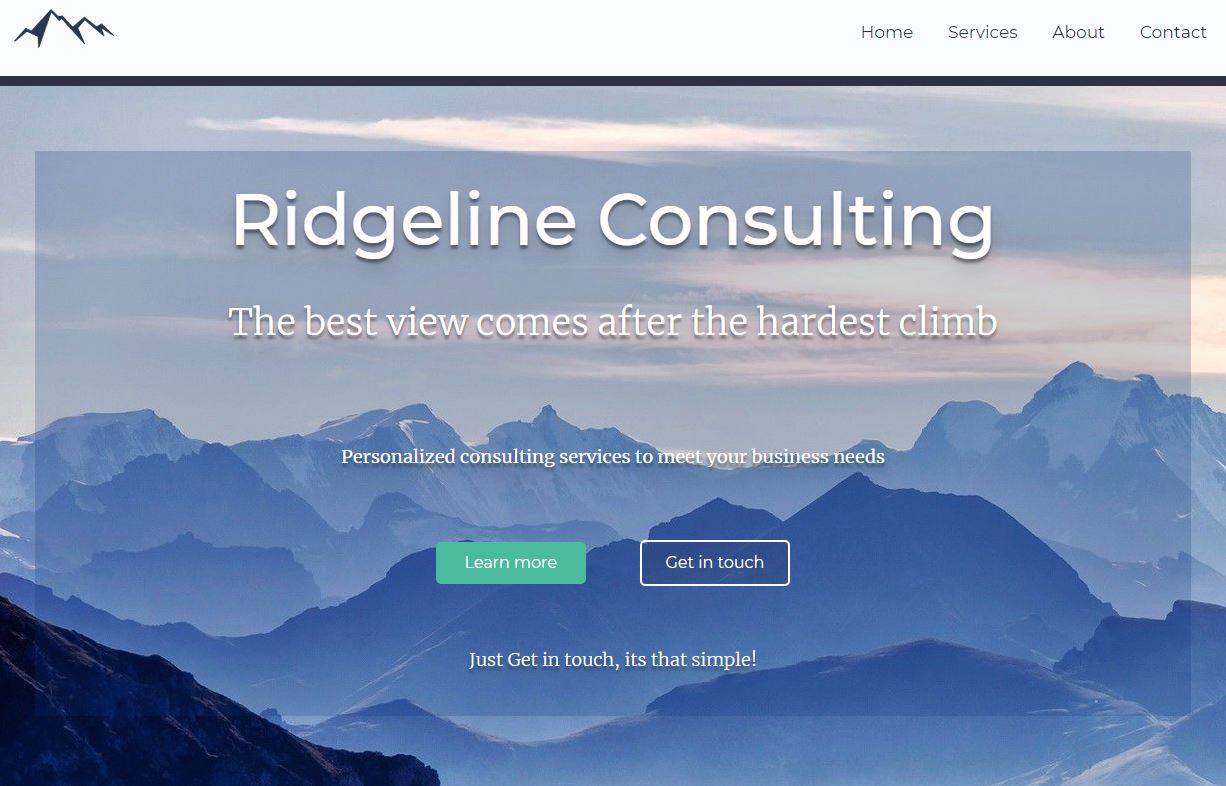 Home Services About Contact
Ridgeline Consulting
The best view comes after the hardest climb
Personalized consulting services to meet your business needs
Learn more Get in touch
Just Get in touch, its that simple!